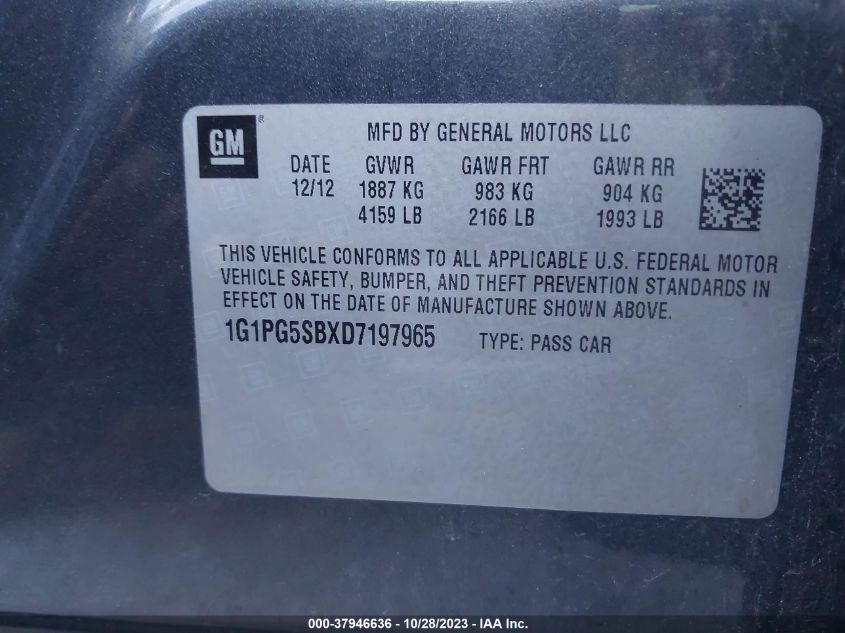 GM ®
MFD BY GENERAL MOTORS LLC
DATE GVWR GAWR FRT GAWR RR
12/12 1887 KG 983 KG 904 KG
4159 LB 2166 LB 1993 LB
THIS VEHICLE CONFORMS TO ALL APPLICABLE U.S. FEDERAL MOTOR
VEHICLE SAFETY, BUMPER, AND THEFT PREVENTION STANDARDS IN
EFFECT ON THE DATE OF MANUFACTURE SHOWN ABOVE.
1G1PG5SBXD7197965 TYPE: PASS CAR
000-37946636 - 10/28/2023 - IAA Inc.